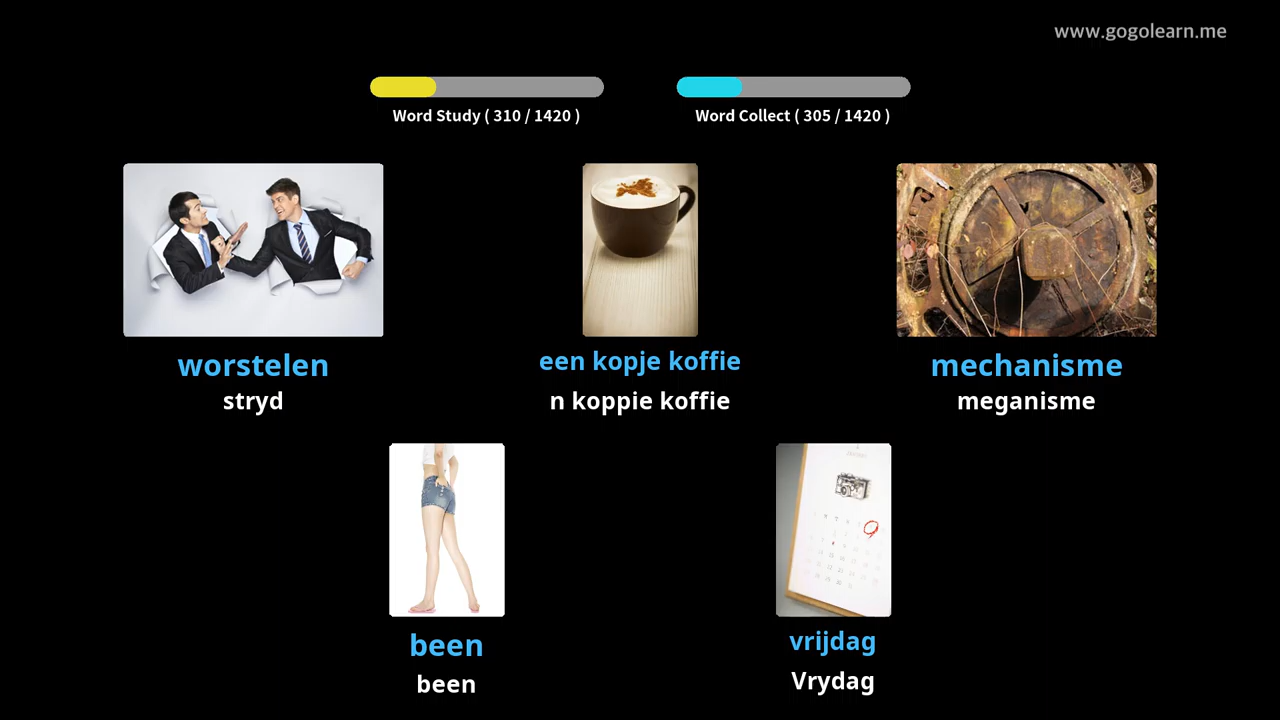 www.gogolearn.me
Word Study ( 310 / 1420 )
Word Collect ( 305 / 1420 )
worstelen
stryd
een kopje koffie
n koppie koffie
mechanisme
meganisme
been
been
vrijdag
Vrydag